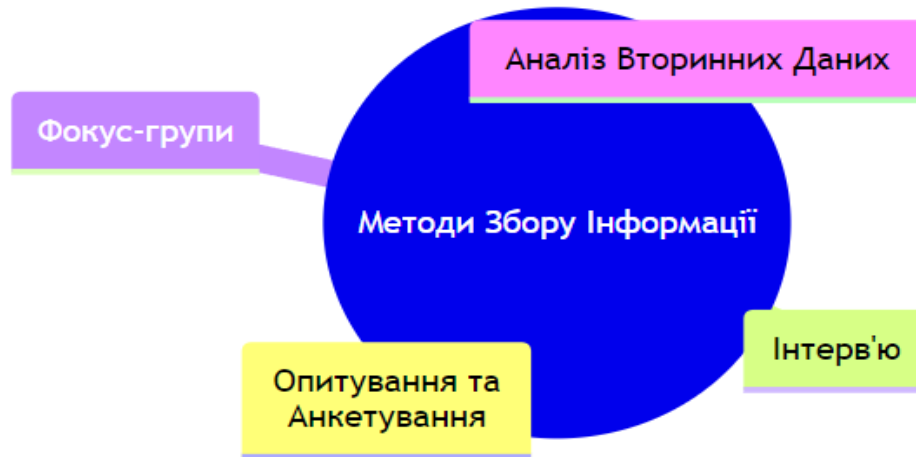 Аналіз Вторинних Даних
Фокус-групи
Методи Збору Інформації
Інтерв'ю
Опитування та
Анкетування